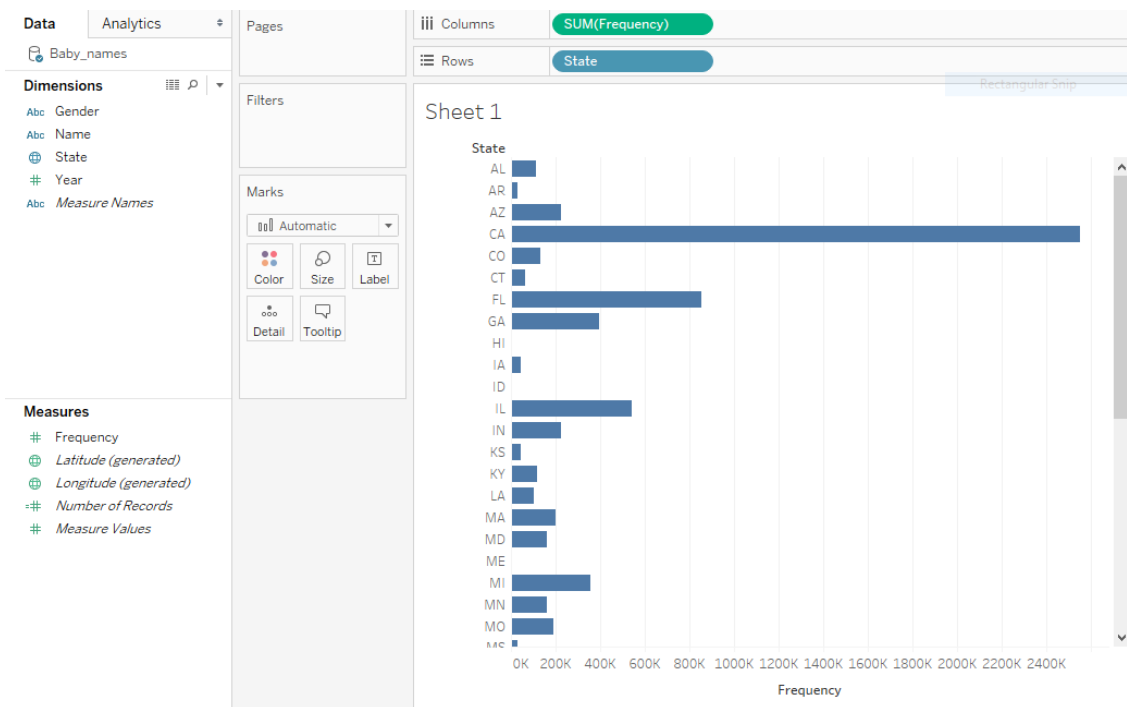 Data Analytics
Baby_names
Dimensions
Abc Gender
Abc Name
State
# Year
Abc Measure Names
Measures
# Frequency
Latitude (generated)
Longitude (generated)
=# Number of Records
# Measure Values
Pages
Filters
Marks
Automatic
Color Size Label
Detail Tooltip
Columns SUM(Frequency)
Rows State
Rectangular Snip
Sheet 1
State
AL
AR
AZ
CA
CO
CT
FL
GA
HI
IA
ID
IL
IN
KS
KY
LA
MA
MD
ME
MI
MN
MO
MS
0K 200K 400K 600K 800K 1000K 1200K 1400K 1600K 1800K 2000K 2200K 2400K
Frequency